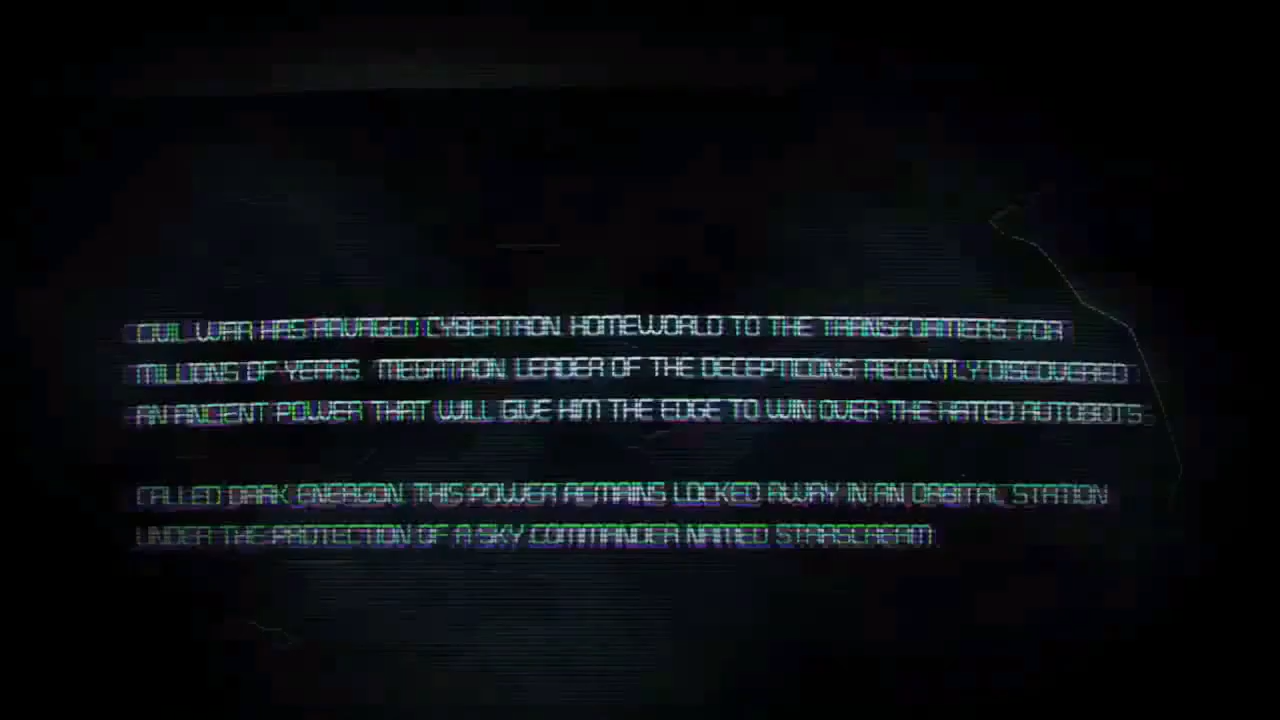 CIVIL WAR HAS RAVAGED CYBERTRON, HOMEWORLD TO THE TRANSFORMERS, FOR
MILLIONS OF YEARS. MEGATRON, LEADER OF THE DECEPTICONS, RECENTLY DISCOVERED
AN ANCIENT POWER THAT WILL GIVE HIM THE EDGE TO WIN OVER THE HATED AUTOBOTS.
CALLED DARK ENERGON, THIS POWER REMAINS LOCKED AWAY IN AN ORBITAL STATION
UNDER THE PROTECTION OF A SKY COMMANDER NAMED STARSCREAM.